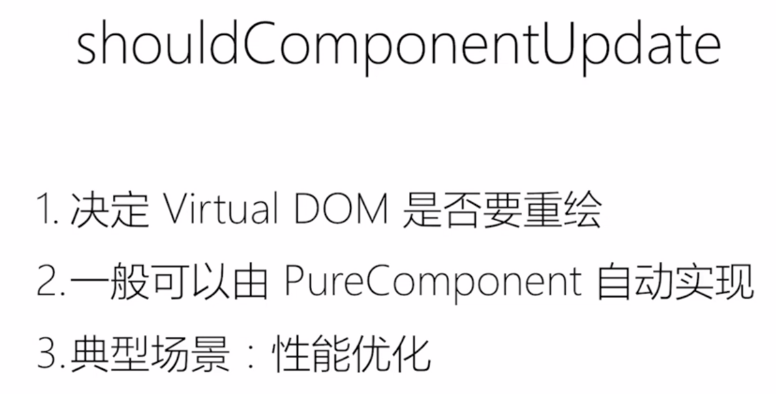 shouldComponentUpdate
1. 决定 Virtual DOM 是否要重绘
2.一般可以由 PureComponent 自动实现
3.典型场景：性能优化